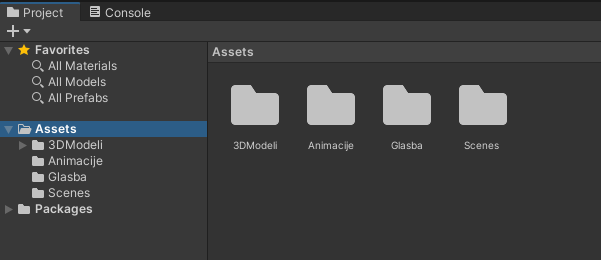 Project
Console
Favorites
All Materials
All Models
All Prefabs
Assets
3DModeli
Animacije
Glasba
Scenes
Packages
Assets
3DModeli
Animacije
Glasba
Scenes